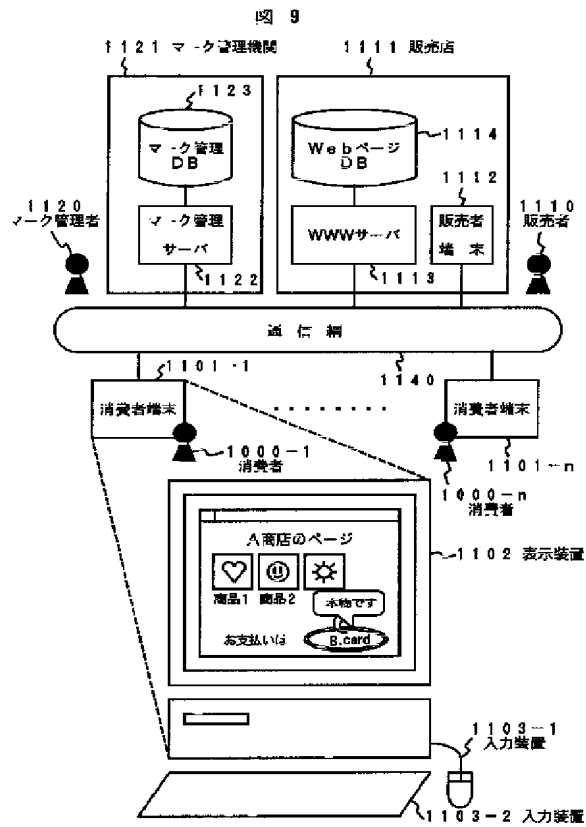 図 9
1121 マーク管理機関
1111 販売店
1123
マーク管理
DB
Webページ
DB
1114
1112
1120
マーク管理者
マーク管理
サーバ
WWWサーバ
販売者
端末
1110
販売者
1122
1113
通信網
1101-1
1140
消費者端末
消費者端末
1000-1
消費者
1101-n
1000-n
消費者
A商店のページ
1102 表示装置
商品1 商品2
本物です
お支払いは
B.card
1103-1
入力装置
1103-2 入力装置